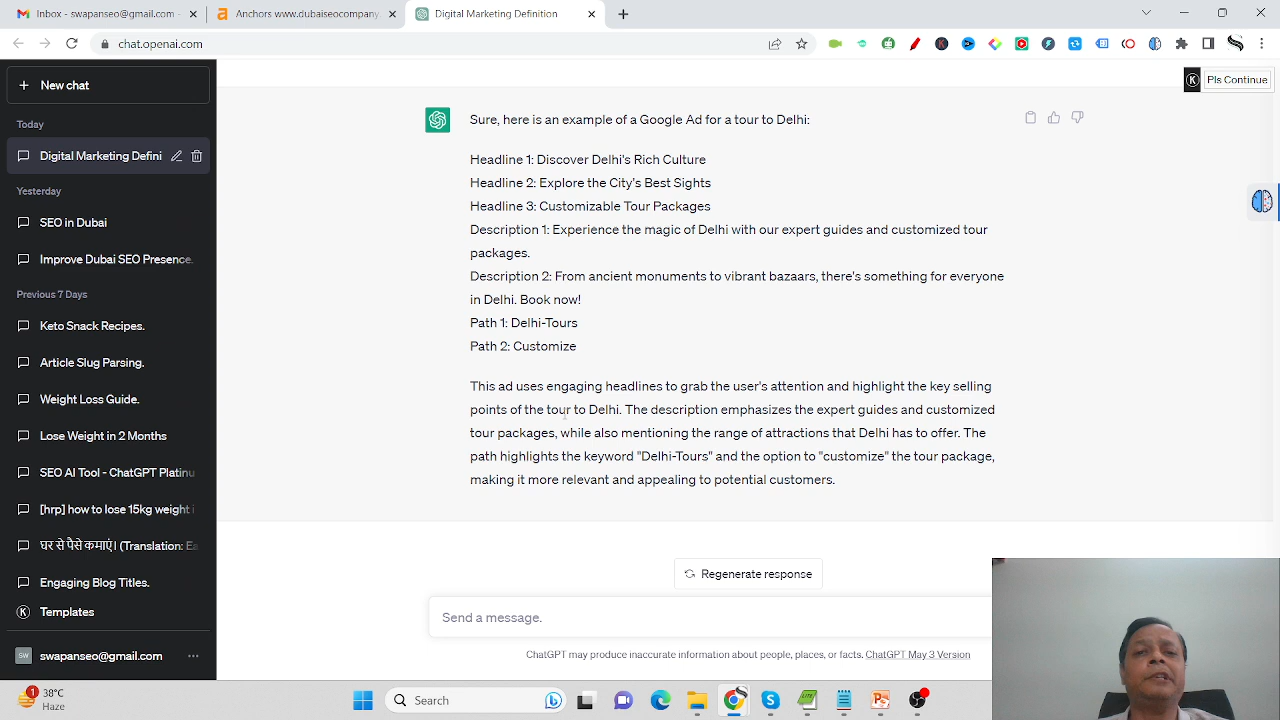 Inbox - swapanseo@gmail.com -
Anchors www.dubaiseocompany.
Digital Marketing Definition
chat.openai.com
New chat
Pls Continue
Today
Digital Marketing Defini
Yesterday
SEO in Dubai
Improve Dubai SEO Presence.
Previous 7 Days
Keto Snack Recipes.
Article Slug Parsing.
Weight Loss Guide.
Lose Weight in 2 Months
SEO AI Tool - ChatGPT Platinu
[hrp] how to lose 15kg weight i
घर से पैसे कमाएं। (Translation: Ea
Engaging Blog Titles.
Templates
SW swapanseo@gmail.com
Sure, here is an example of a Google Ad for a tour to Delhi:
Headline 1: Discover Delhi's Rich Culture
Headline 2: Explore the City's Best Sights
Headline 3: Customizable Tour Packages
Description 1: Experience the magic of Delhi with our expert guides and customized tour
packages.
Description 2: From ancient monuments to vibrant bazaars, there's something for everyone
in Delhi. Book now!
Path 1: Delhi-Tours
Path 2: Customize
This ad uses engaging headlines to grab the user's attention and highlight the key selling
points of the tour to Delhi. The description emphasizes the expert guides and customized
tour packages, while also mentioning the range of attractions that Delhi has to offer. The
path highlights the keyword "Delhi-Tours" and the option to "customize" the tour package,
making it more relevant and appealing to potential customers.
Regenerate response
Send a message.
ChatGPT may produce inaccurate information about people, places, or facts. ChatGPT May 3 Version
1 38°C
Haze
Search